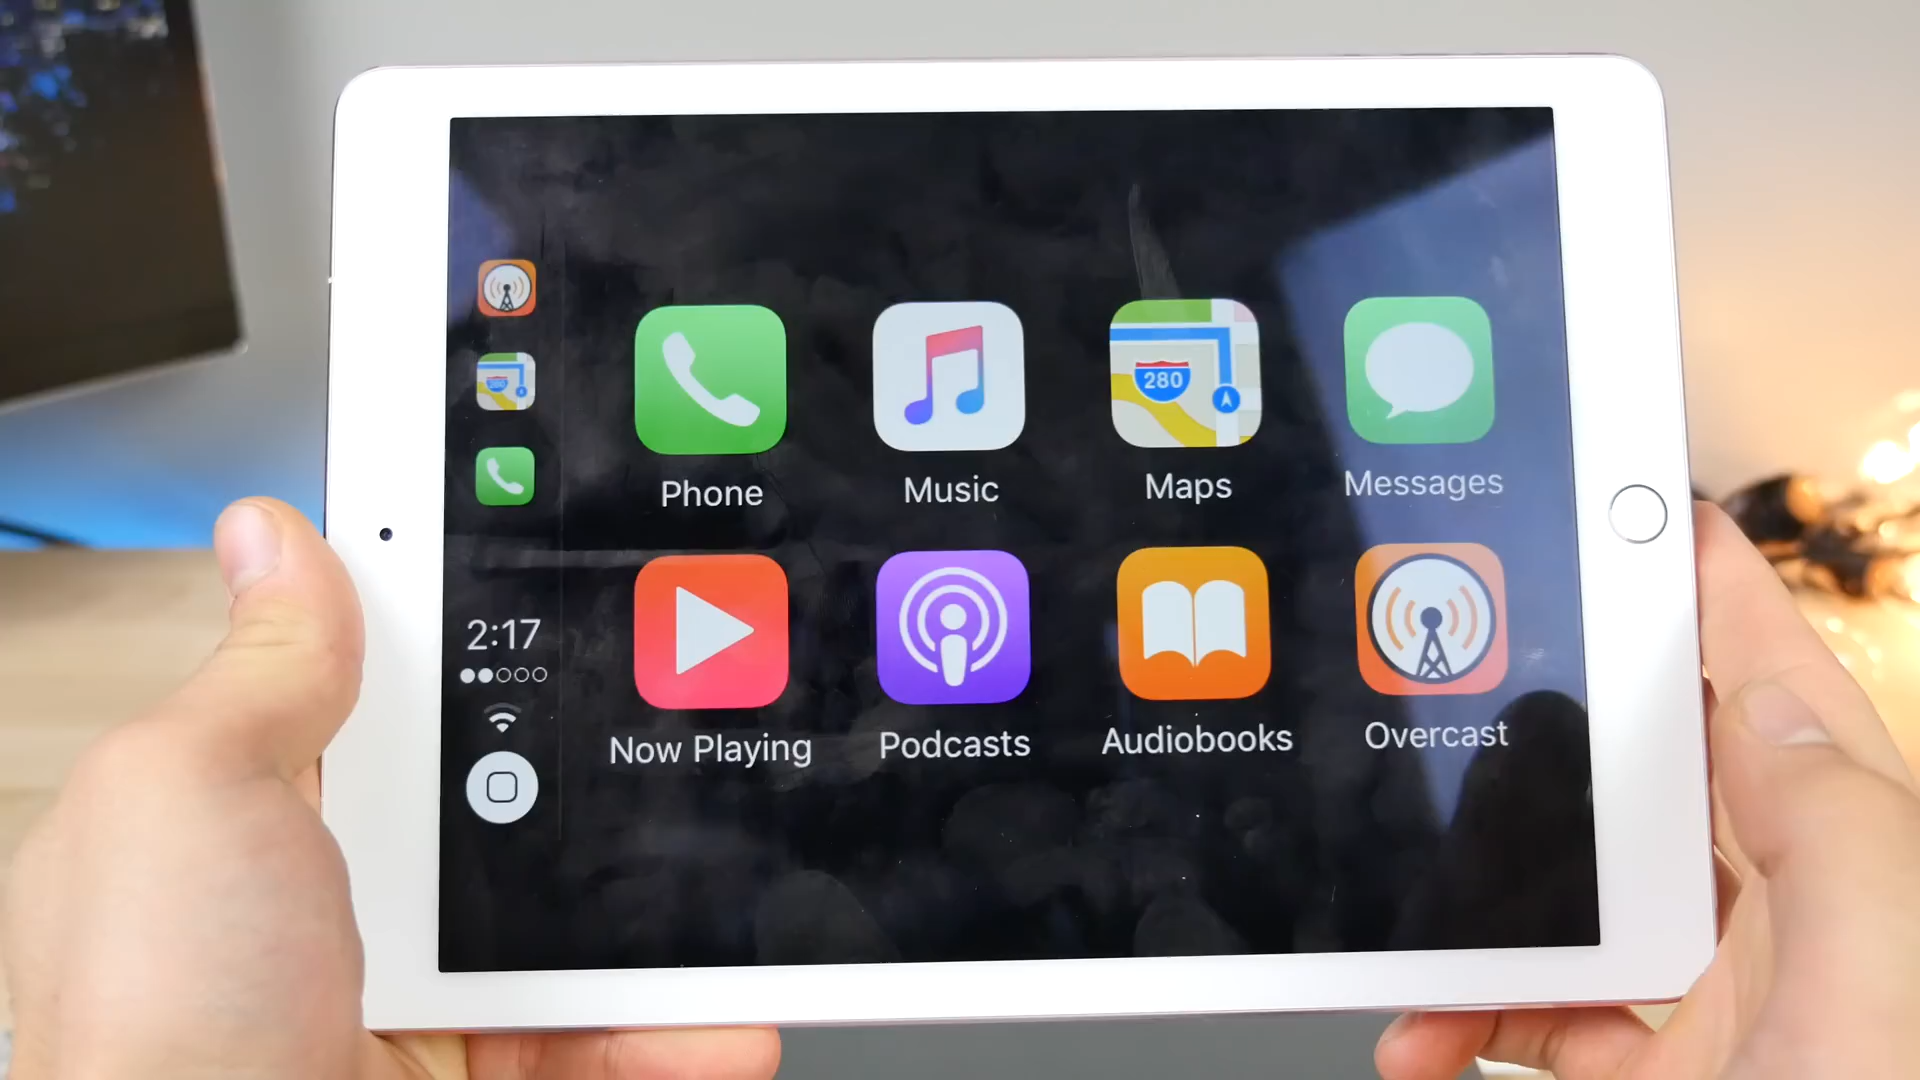 Phone
Music
280
Maps
Messages
2:17
Now Playing
Podcasts
Audiobooks
Overcast